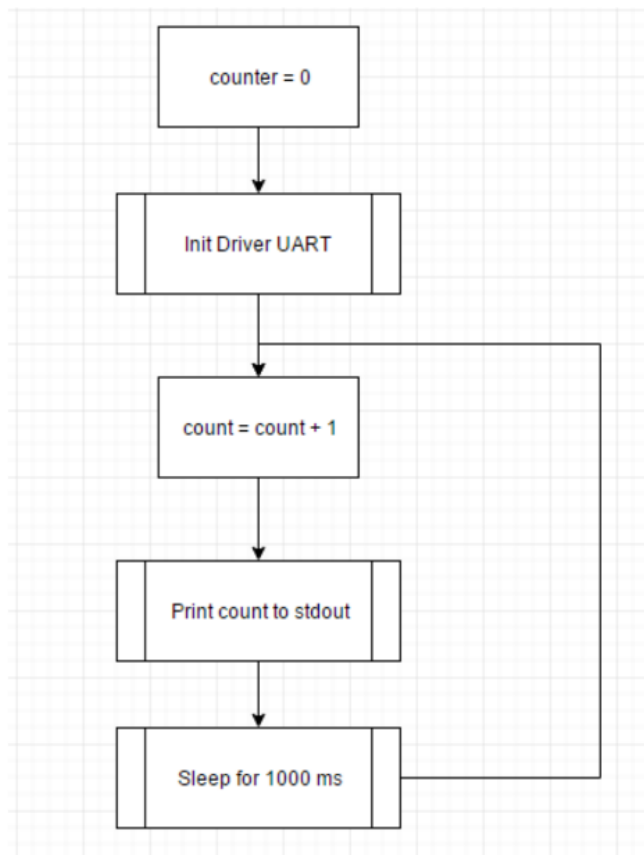 counter = 0
Init Driver UART
count = count + 1
Print count to stdout
Sleep for 1000 ms